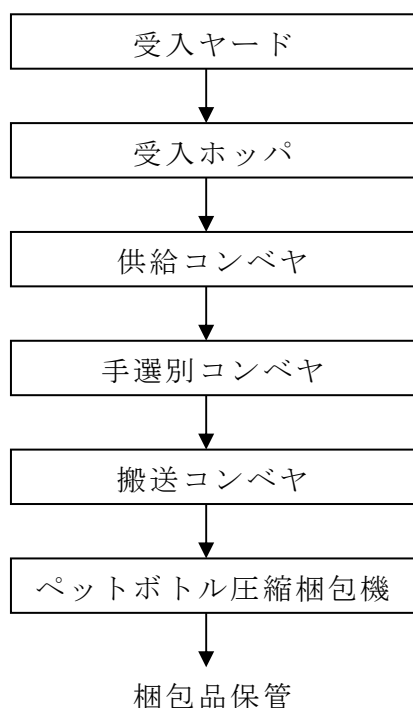 受入ヤード
受入ホッパ
供給コンベヤ
手選別コンベヤ
搬送コンベヤ
ペットボトル圧縮梱包機
梱包品保管